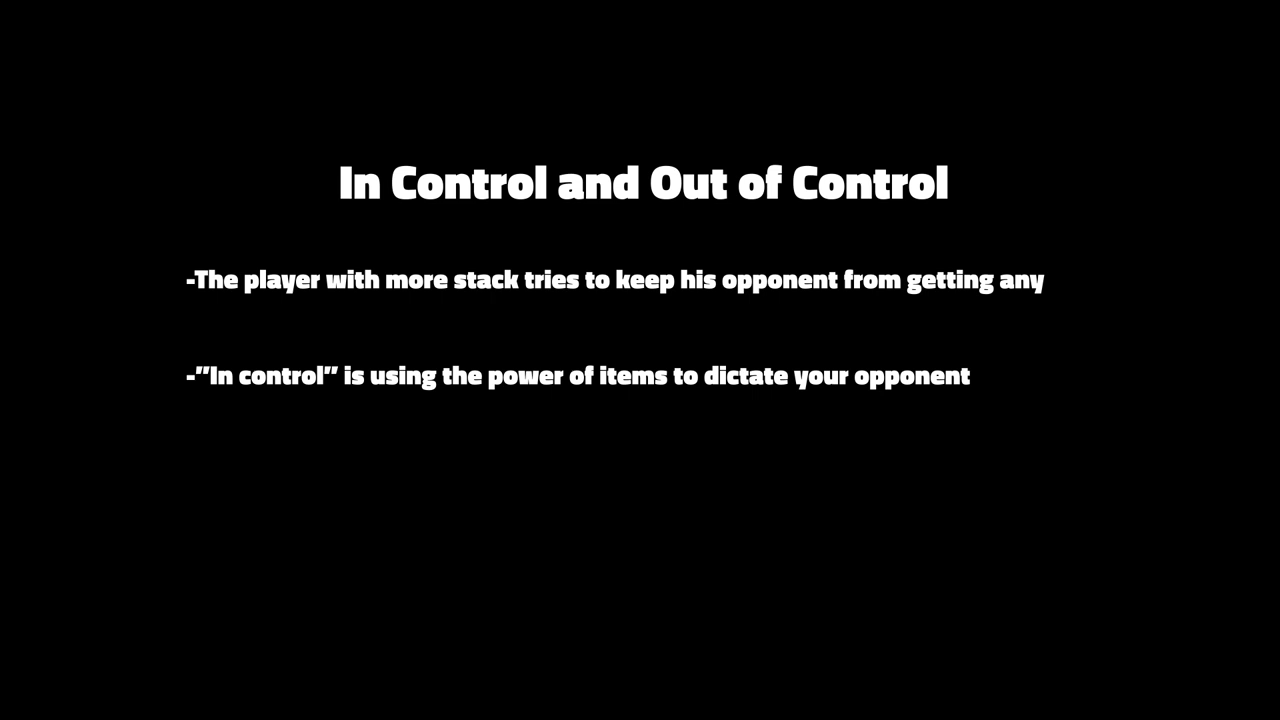 In Control and Out of Control
-The player with more stack tries to keep his opponent from getting any
-"In control" is using the power of items to dictate your opponent